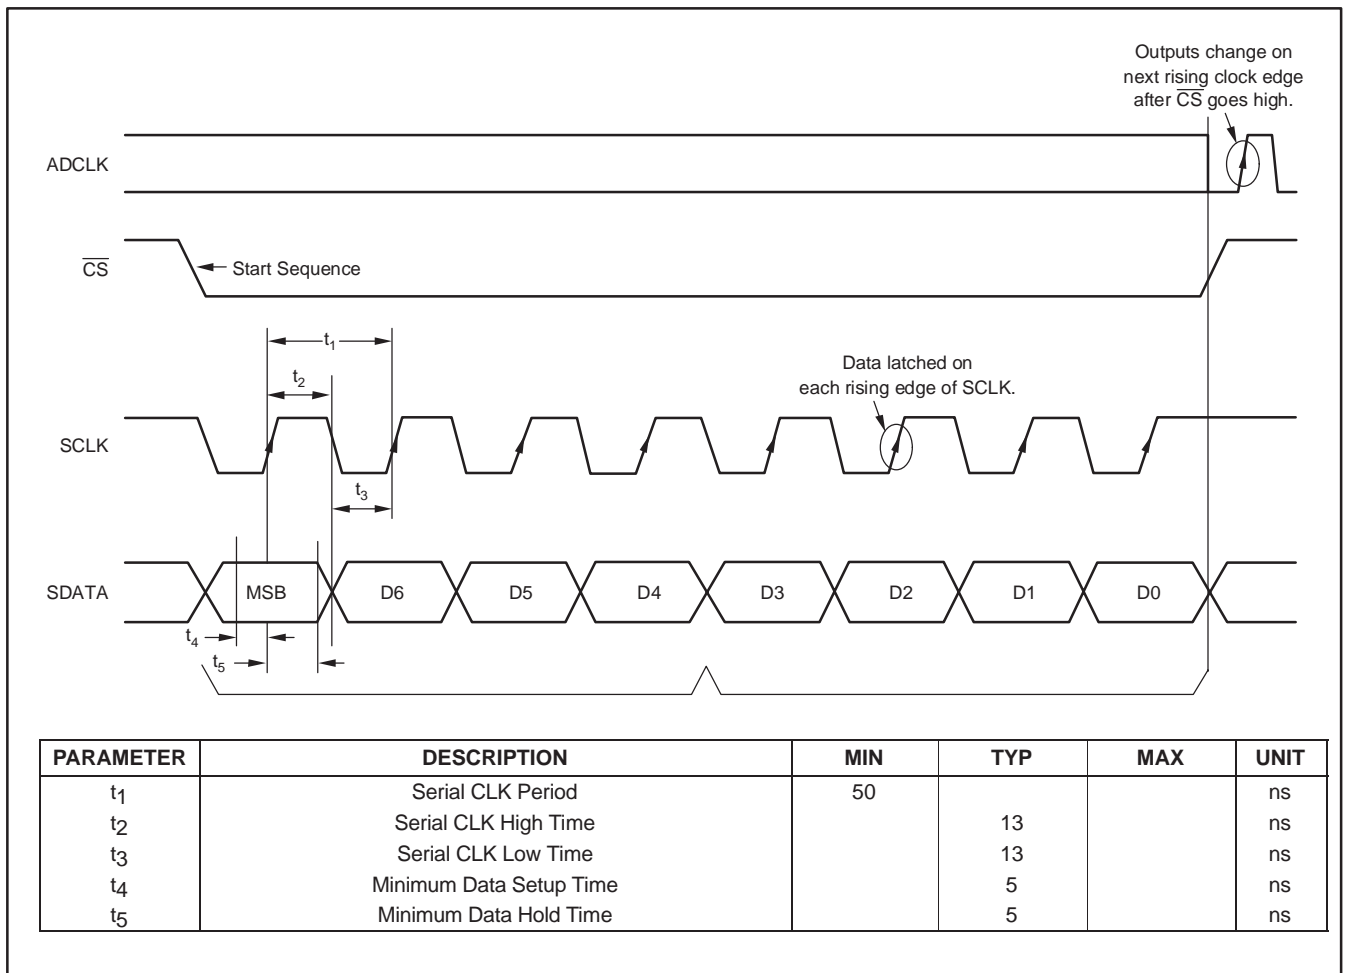 Outputs change on
next rising clock edge
after C̅S̅ goes high.
ADCLK
C̅S̅
Start Sequence
t1
t2
Data latched on
each rising edge of SCLK.
SCLK
t3
SDATA MSB D6 D5 D4 D3 D2 D1 D0
t4
t5
PARAMETER DESCRIPTION MIN TYP MAX UNIT
t1 Serial CLK Period 50 ns
t2 Serial CLK High Time 13 ns
t3 Serial CLK Low Time 13 ns
t4 Minimum Data Setup Time 5 ns
t5 Minimum Data Hold Time 5 ns